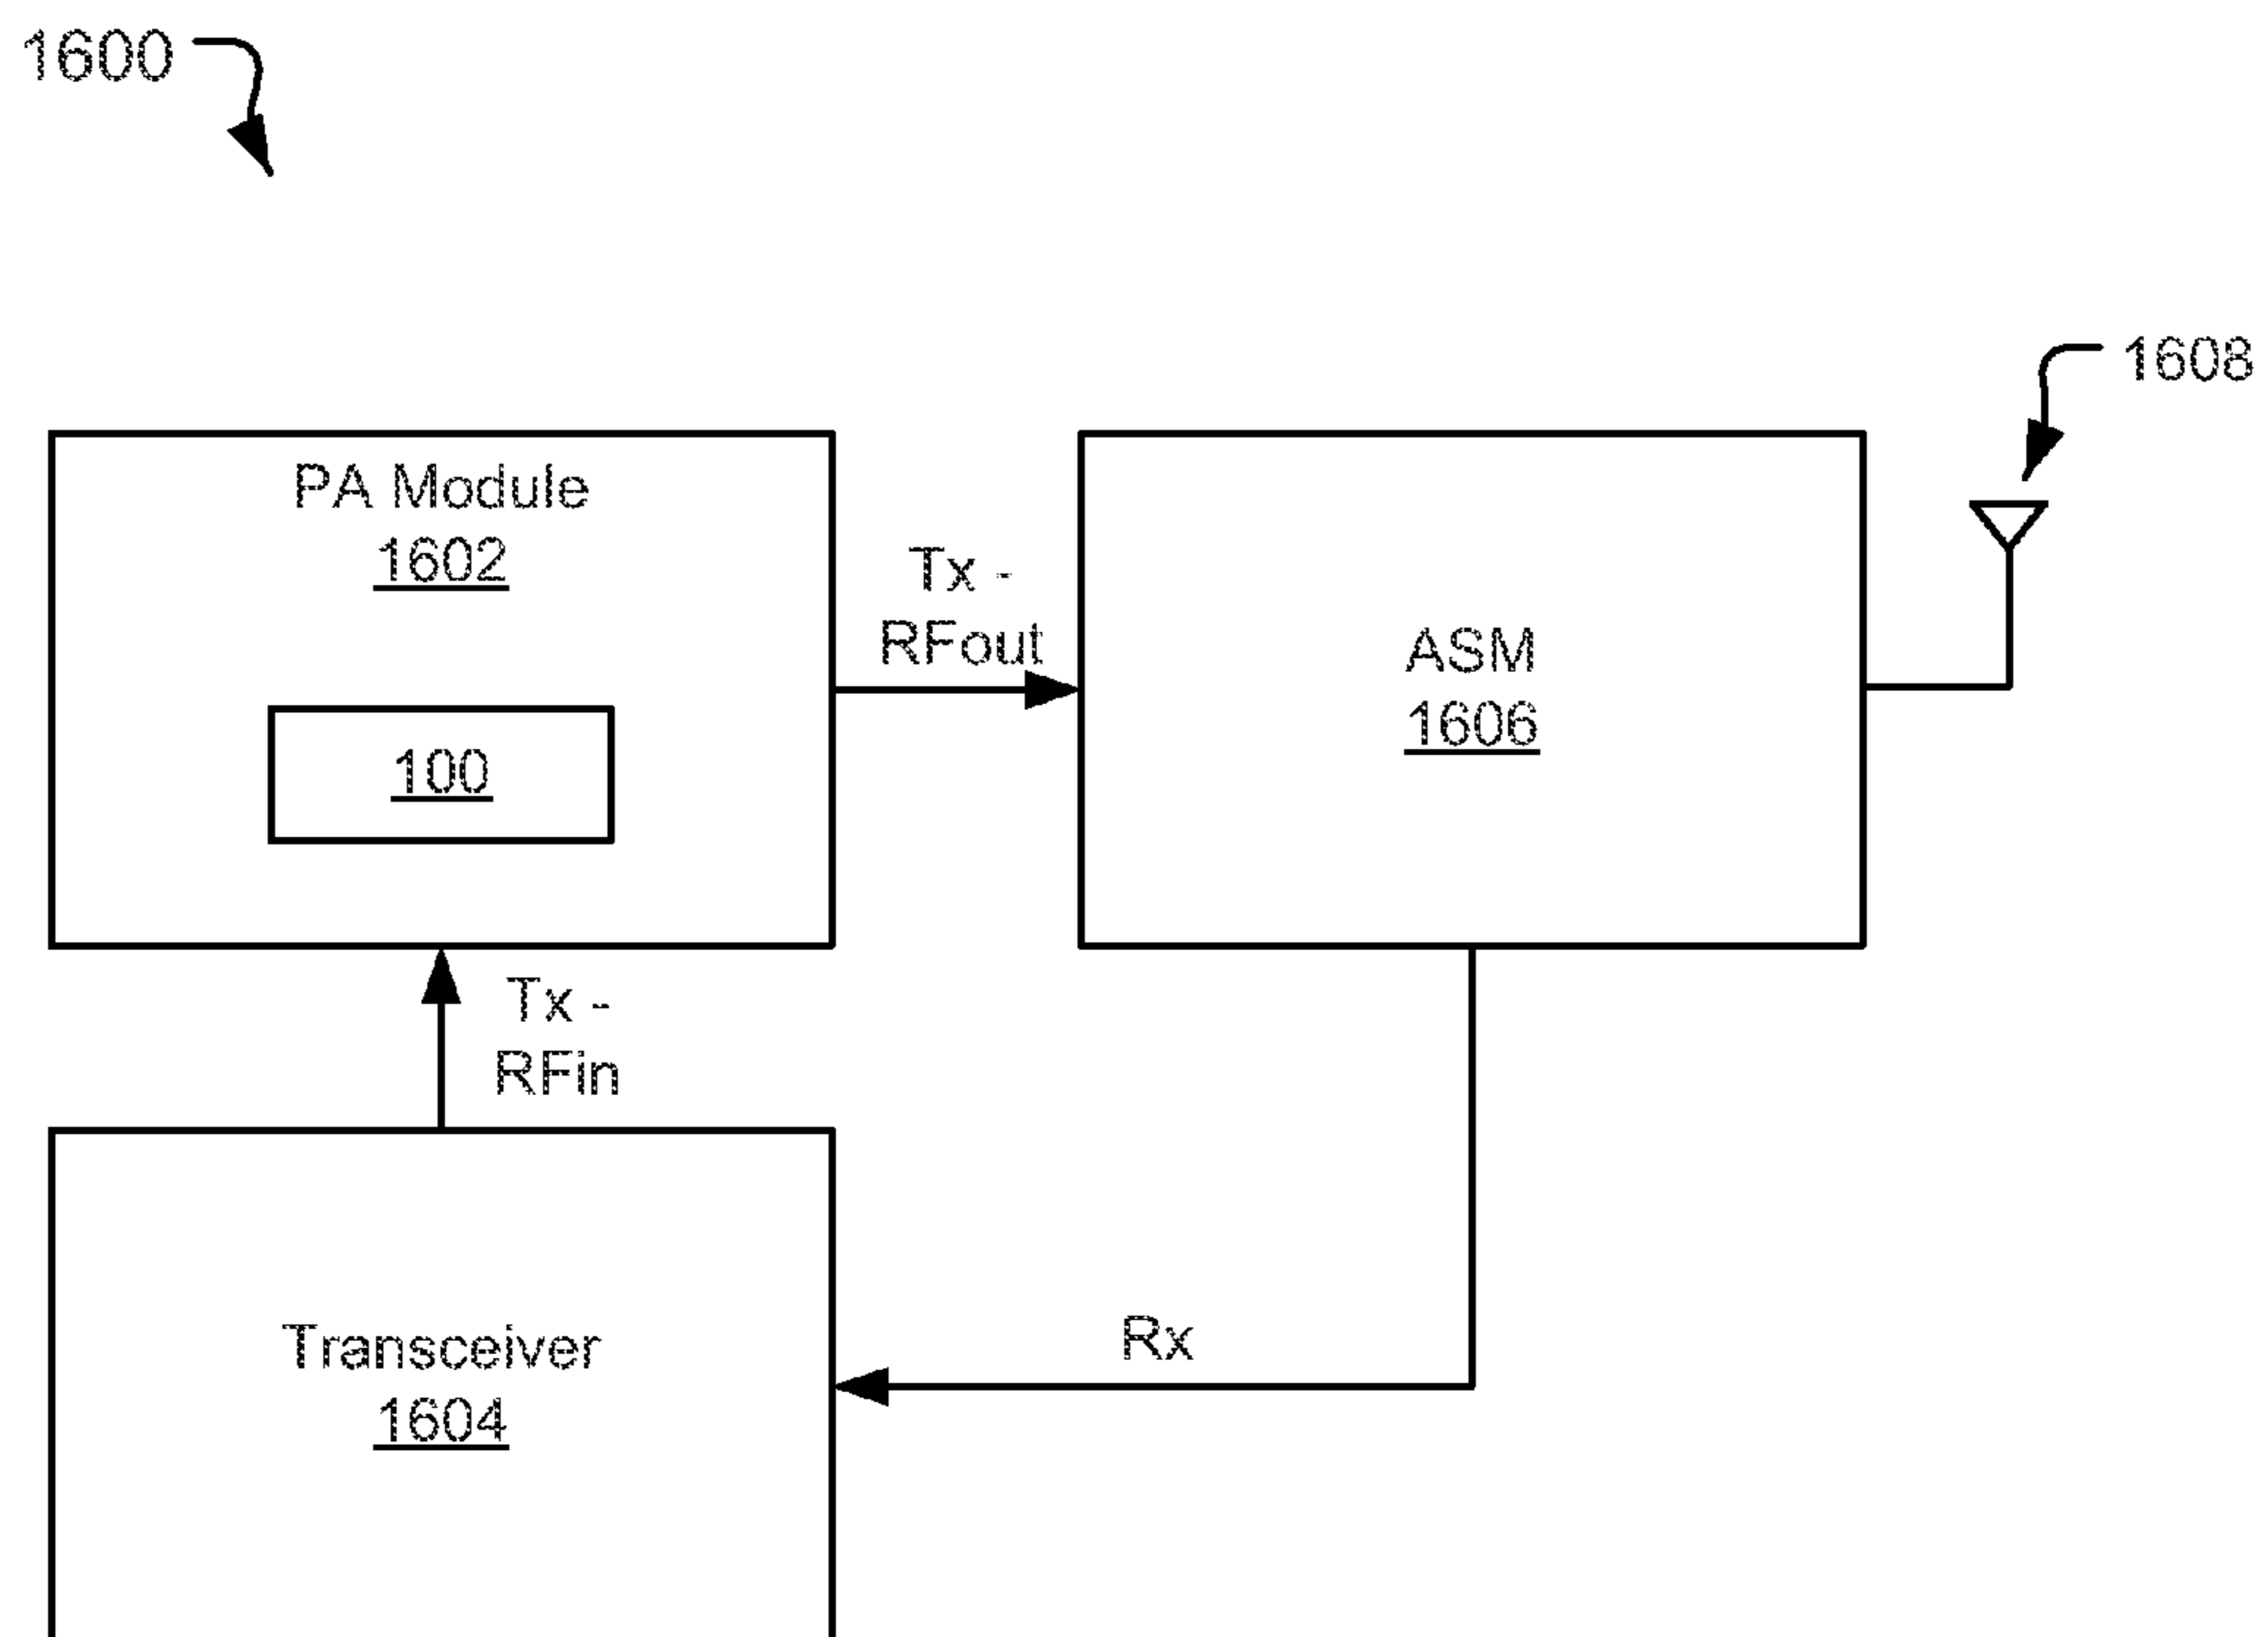 1600
1608
PA Module
1602
100
Tx -
RFout
ASM
1606
Tx -
RFin
Transceiver
1604
Rx